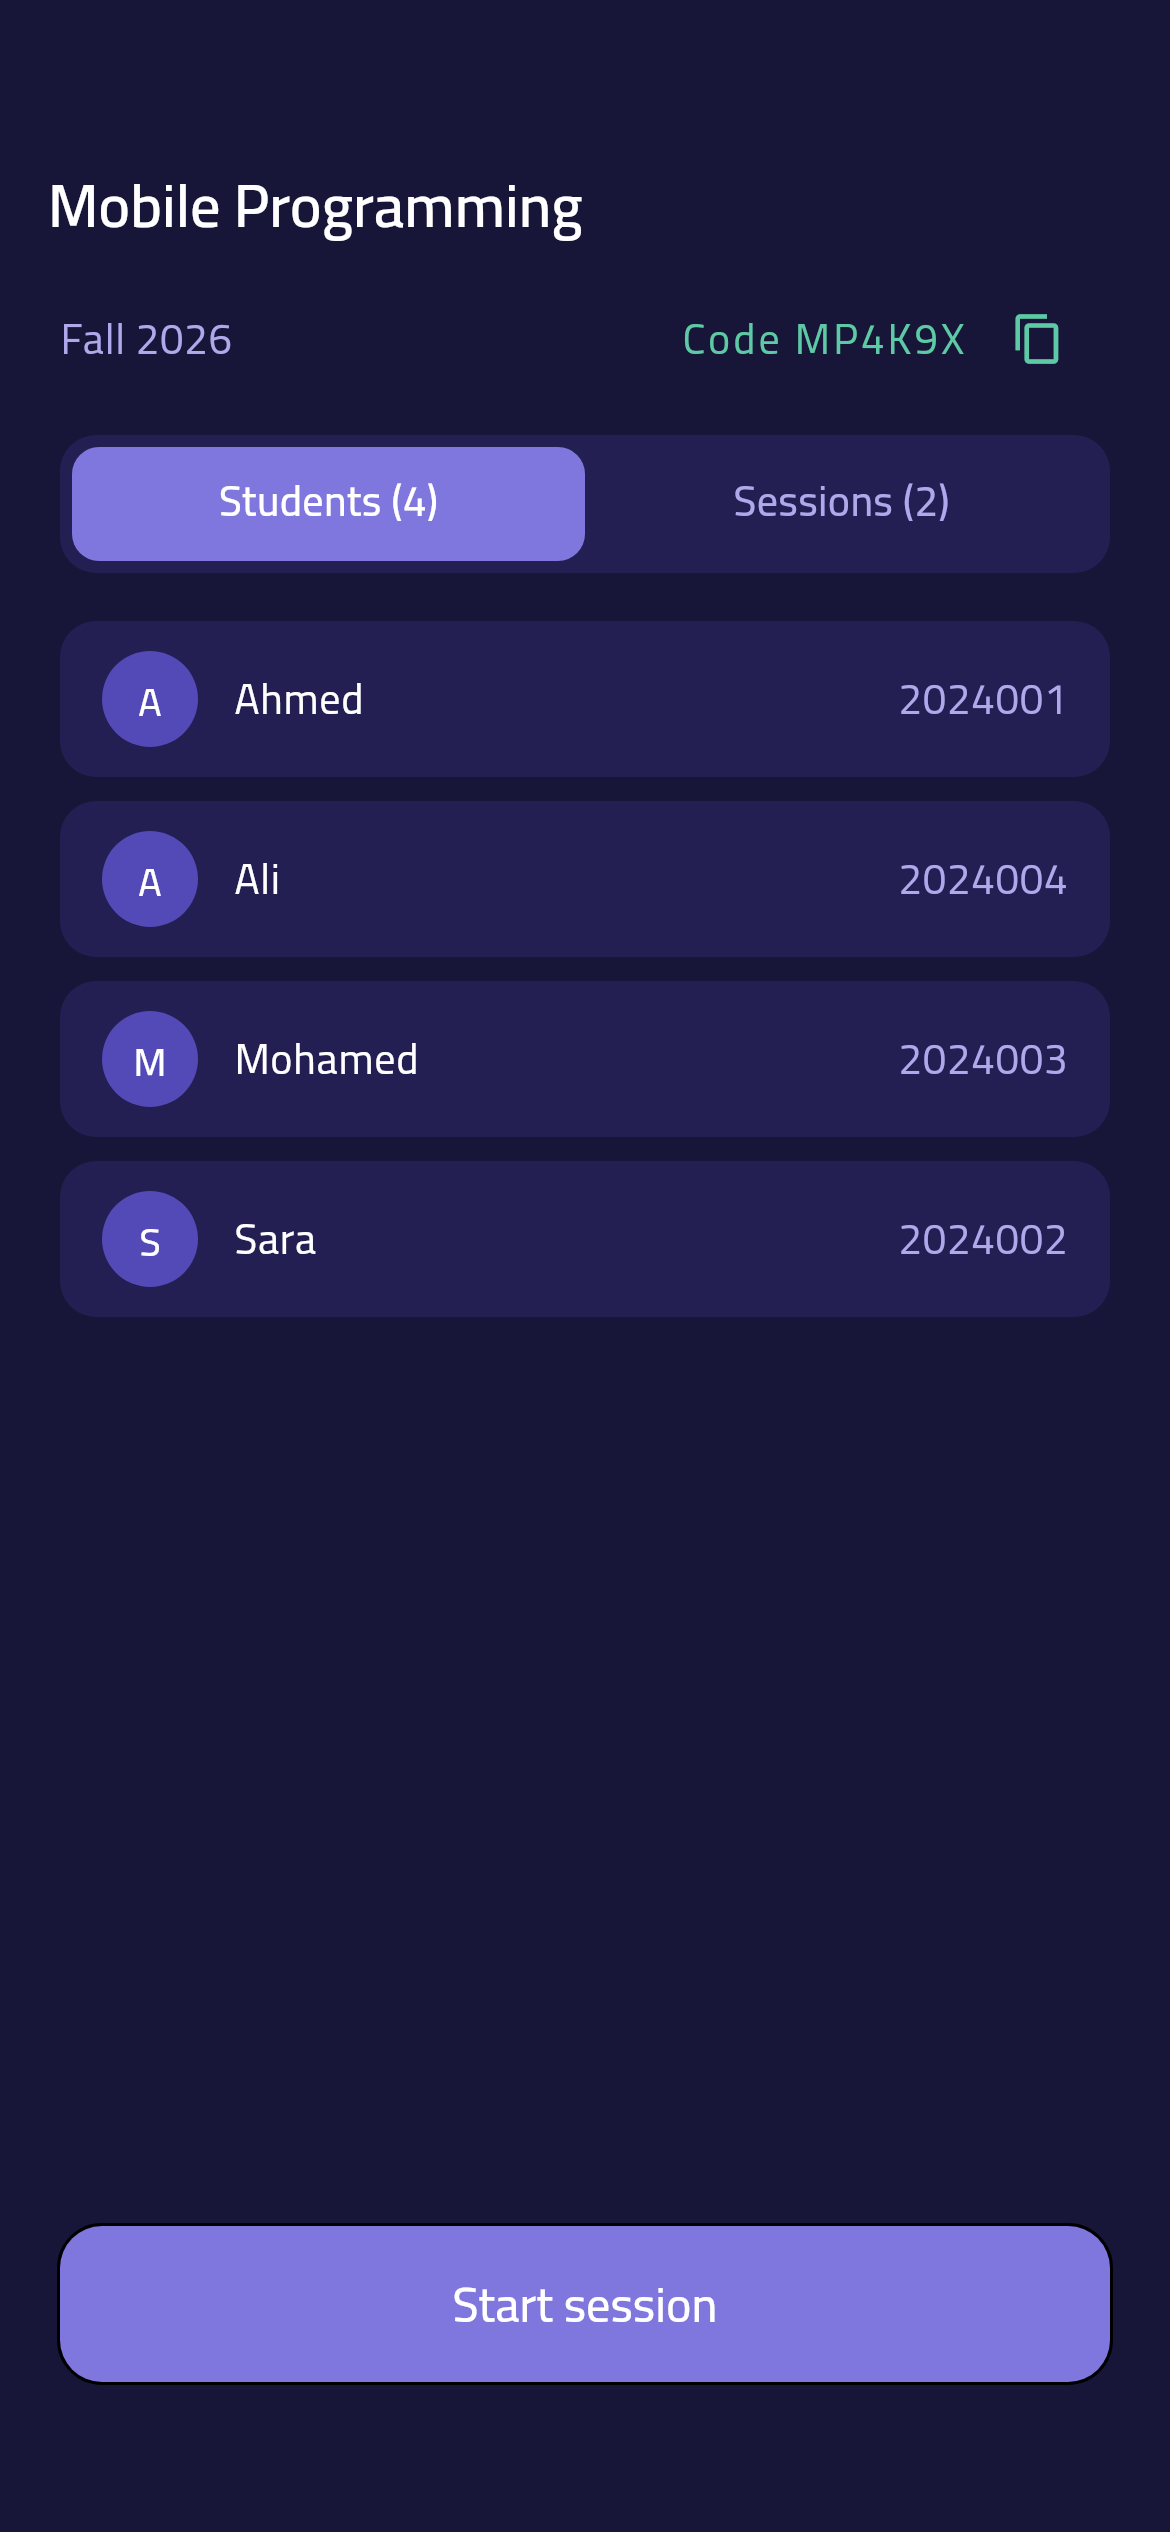 Mobile Programming
Fall 2026 Code MP4K9X
Students (4) Sessions (2)
A Ahmed 2024001
A Ali 2024004
M Mohamed 2024003
S Sara 2024002
Start session